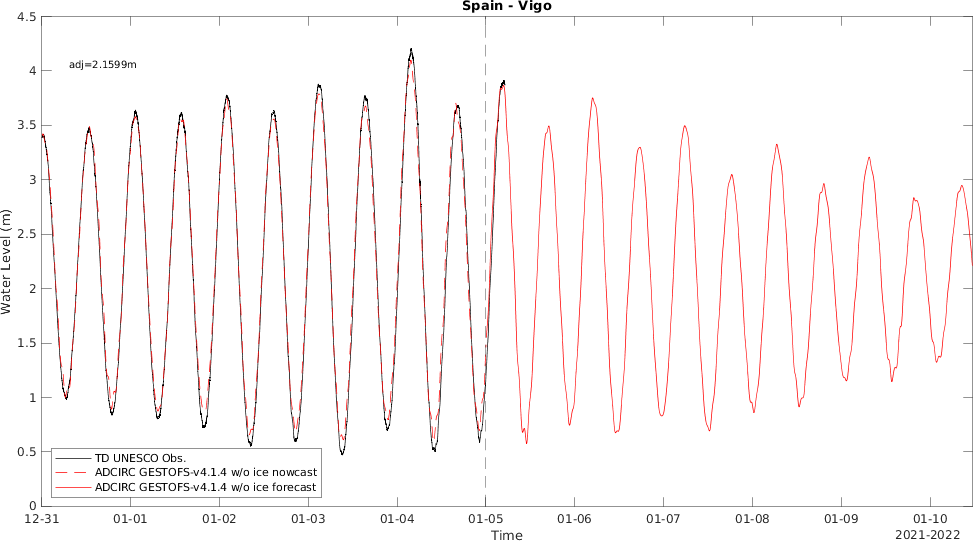 Spain - Vigo
4.5
4
3.5
3
2.5
2
1.5
1
0.5
0
Water Level (m)
adj=2.1599m
TD UNESCO Obs.
ADCIRC GESTOFS-v4.1.4 w/o ice nowcast
ADCIRC GESTOFS-v4.1.4 w/o ice forecast
12-31 01-01 01-02 01-03 01-04 01-05 01-06 01-07 01-08 01-09 01-10
Time
2021-2022